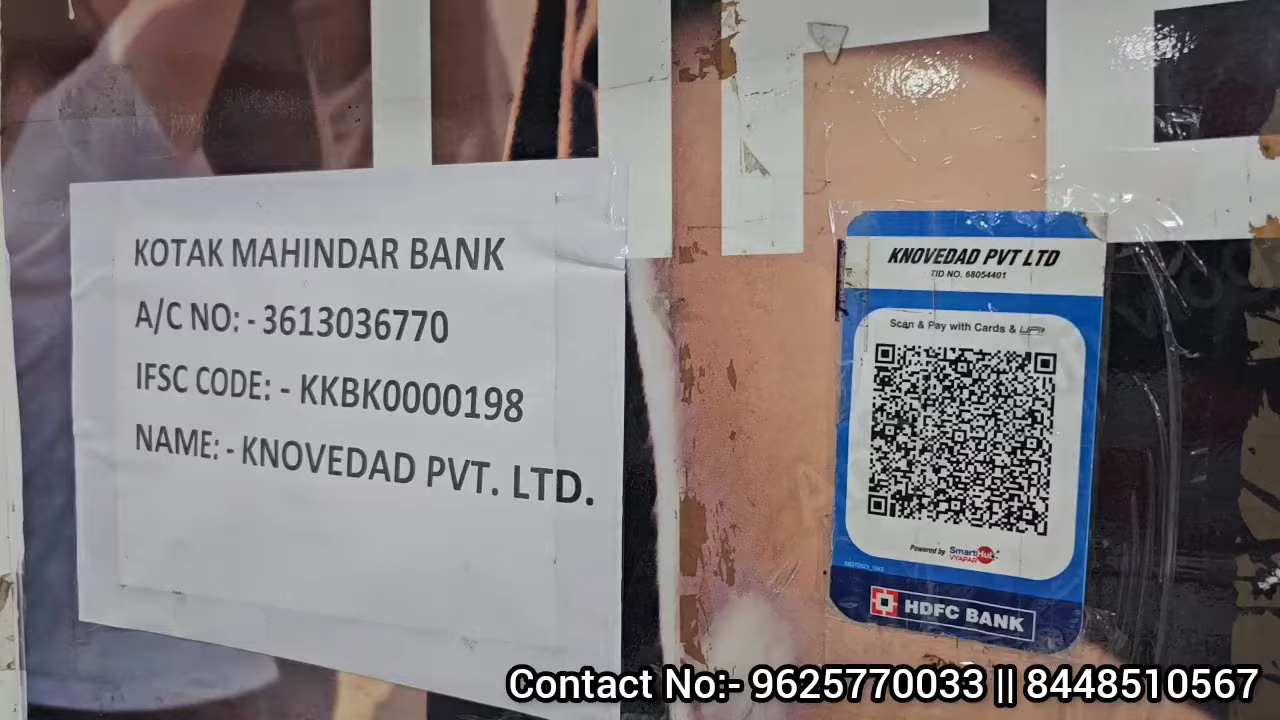 KOTAK MAHINDAR BANK
A/C NO: - 3613036770
IFSC CODE: - KKBK0000198
NAME: - KNOVEDAD PVT. LTD.
KNOVEDAD PVT LTD
TID NO. 68054401
Scan & Pay with Cards & UPI
Powered by SmartHub
VYAPAR
HDFC BANK
Contact No:- 9625770033 || 8448510567